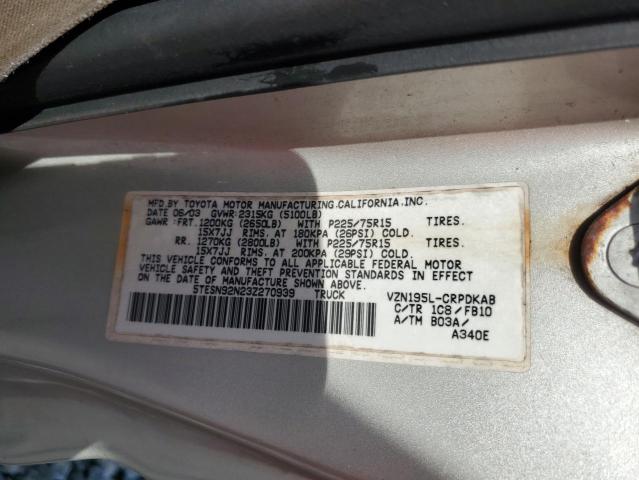 MFD BY TOYOTA MOTOR MANUFACTURING,CALIFORNIA,INC.
DATE 06/03 GVWR 2315KG (5100LB)
GAWR FRT. 1200KG (2650LB) WITH P225/75R15 TIRES.
15X7JJ RIMS. AT 180KPA (26PSI) COLD.
RR. 1270KG (2800LB) WITH P225/75R15 TIRES.
15X7JJ RIMS. AT 200KPA (29PSI) COLD.
THIS VEHICLE CONFORMS TO ALL APPLICABLE FEDERAL MOTOR
VEHICLE SAFETY AND THEFT PREVENTION STANDARDS IN EFFECT
ON THE DATE OF MANUFACTURE SHOWN ABOVE.
5TESN92N23Z270939 TRUCK VZN195L-CRPDKAB
C/TR 1C8/FB10
A/TM B03A/
A340E